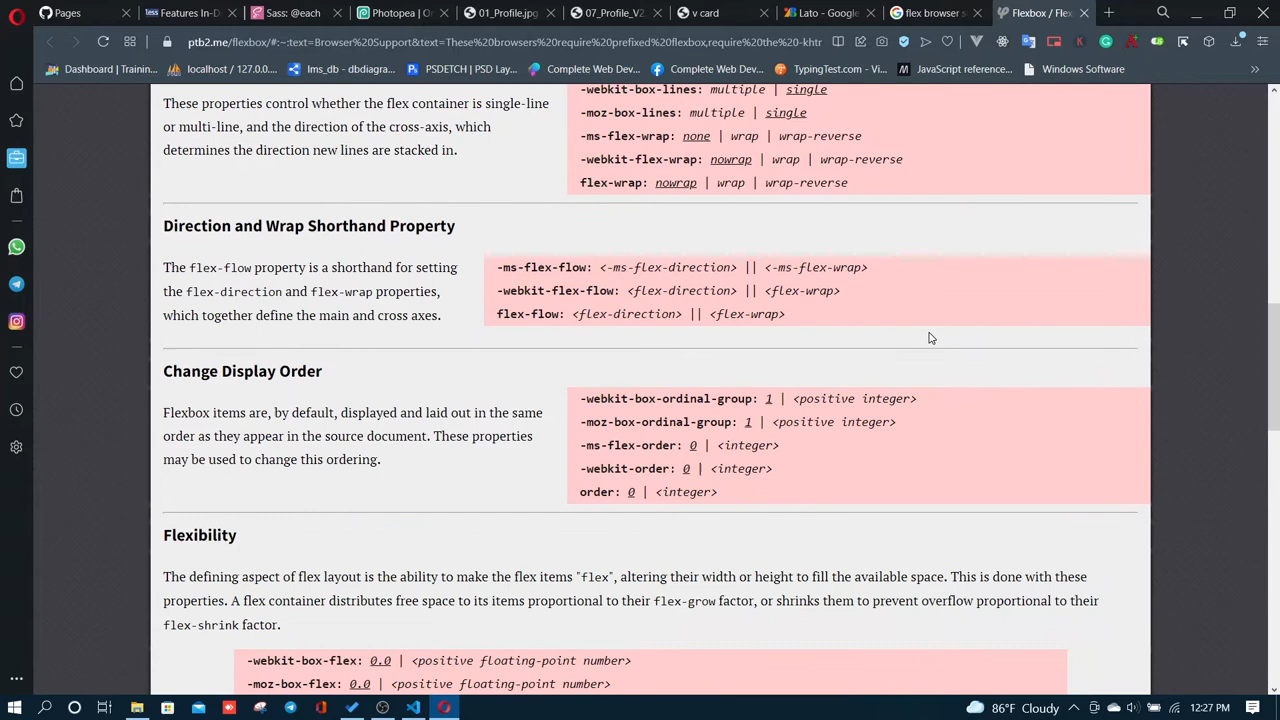 Pages
Features In-D
Sass: @each
Photopea | On
01_Profile.jpg
07_Profile_V2
v card
Lato - Google
flex browser s
Flexbox / Flex
ptb2.me/flexbox/#:~:text=Browser%20Support&text=These%20browsers%20require%20prefixed%20flexbox,require%20the%20-khtr
Dashboard | Trainin...
localhost / 127.0.0....
lms_db - dbdiagra...
PSDETCH | PSD Lay...
Complete Web Dev...
Complete Web Dev...
TypingTest.com - Vi...
JavaScript reference...
Windows Software
These properties control whether the flex container is single-line
or multi-line, and the direction of the cross-axis, which
determines the direction new lines are stacked in.
-webkit-box-lines: multiple | single
-moz-box-lines: multiple | single
-ms-flex-wrap: none | wrap | wrap-reverse
-webkit-flex-wrap: nowrap | wrap | wrap-reverse
flex-wrap: nowrap | wrap | wrap-reverse
Direction and Wrap Shorthand Property
The flex-flow property is a shorthand for setting
the flex-direction and flex-wrap properties,
which together define the main and cross axes.
-ms-flex-flow: <-ms-flex-direction> || <-ms-flex-wrap>
-webkit-flex-flow: <flex-direction> || <flex-wrap>
flex-flow: <flex-direction> || <flex-wrap>
Change Display Order
Flexbox items are, by default, displayed and laid out in the same
order as they appear in the source document. These properties
may be used to change this ordering.
-webkit-box-ordinal-group: 1 | <positive integer>
-moz-box-ordinal-group: 1 | <positive integer>
-ms-flex-order: 0 | <integer>
-webkit-order: 0 | <integer>
order: 0 | <integer>
Flexibility
The defining aspect of flex layout is the ability to make the flex items "flex", altering their width or height to fill the available space. This is done with these
properties. A flex container distributes free space to its items proportional to their flex-grow factor, or shrinks them to prevent overflow proportional to their
flex-shrink factor.
-webkit-box-flex: 0.0 | <positive floating-point number>
-moz-box-flex: 0.0 | <positive floating-point number>
86°F Cloudy
12:27 PM